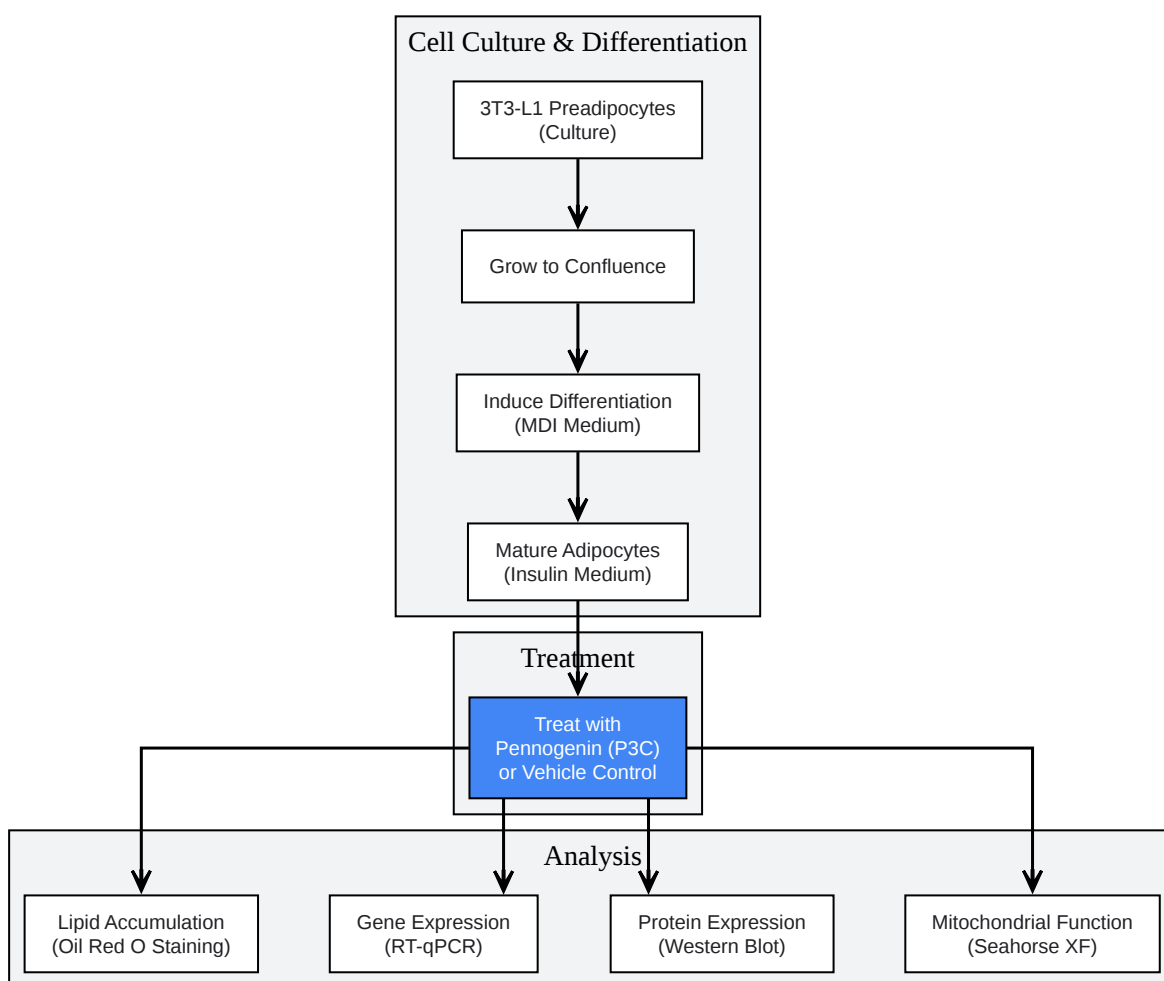 Cell Culture & Differentiation
3T3-L1 Preadipocytes
(Culture)
Grow to Confluence
Induce Differentiation
(MDI Medium)
Mature Adipocytes
(Insulin Medium)
Treatment
Treat with
Pennogenin (P3C)
or Vehicle Control
Analysis
Lipid Accumulation
(Oil Red O Staining)
Gene Expression
(RT-qPCR)
Protein Expression
(Western Blot)
Mitochondrial Function
(Seahorse XF)